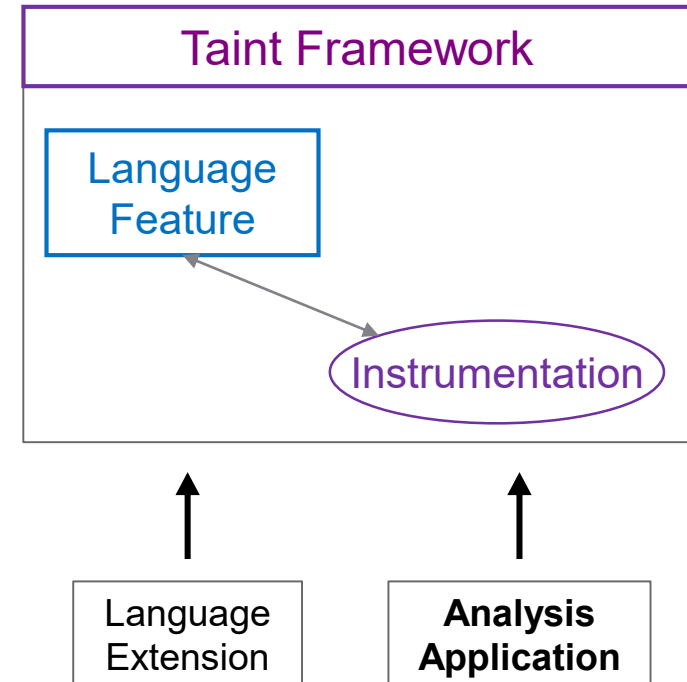 Taint Framework
Language
Feature
Instrumentation
Language
Extension
Analysis
Application